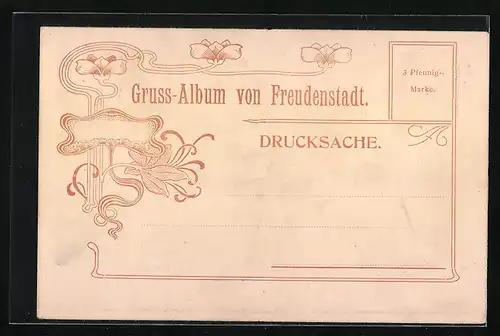 3 Pfennig-
Marke.
Gruss-Album von Freudenstadt.
DRUCKSACHE.